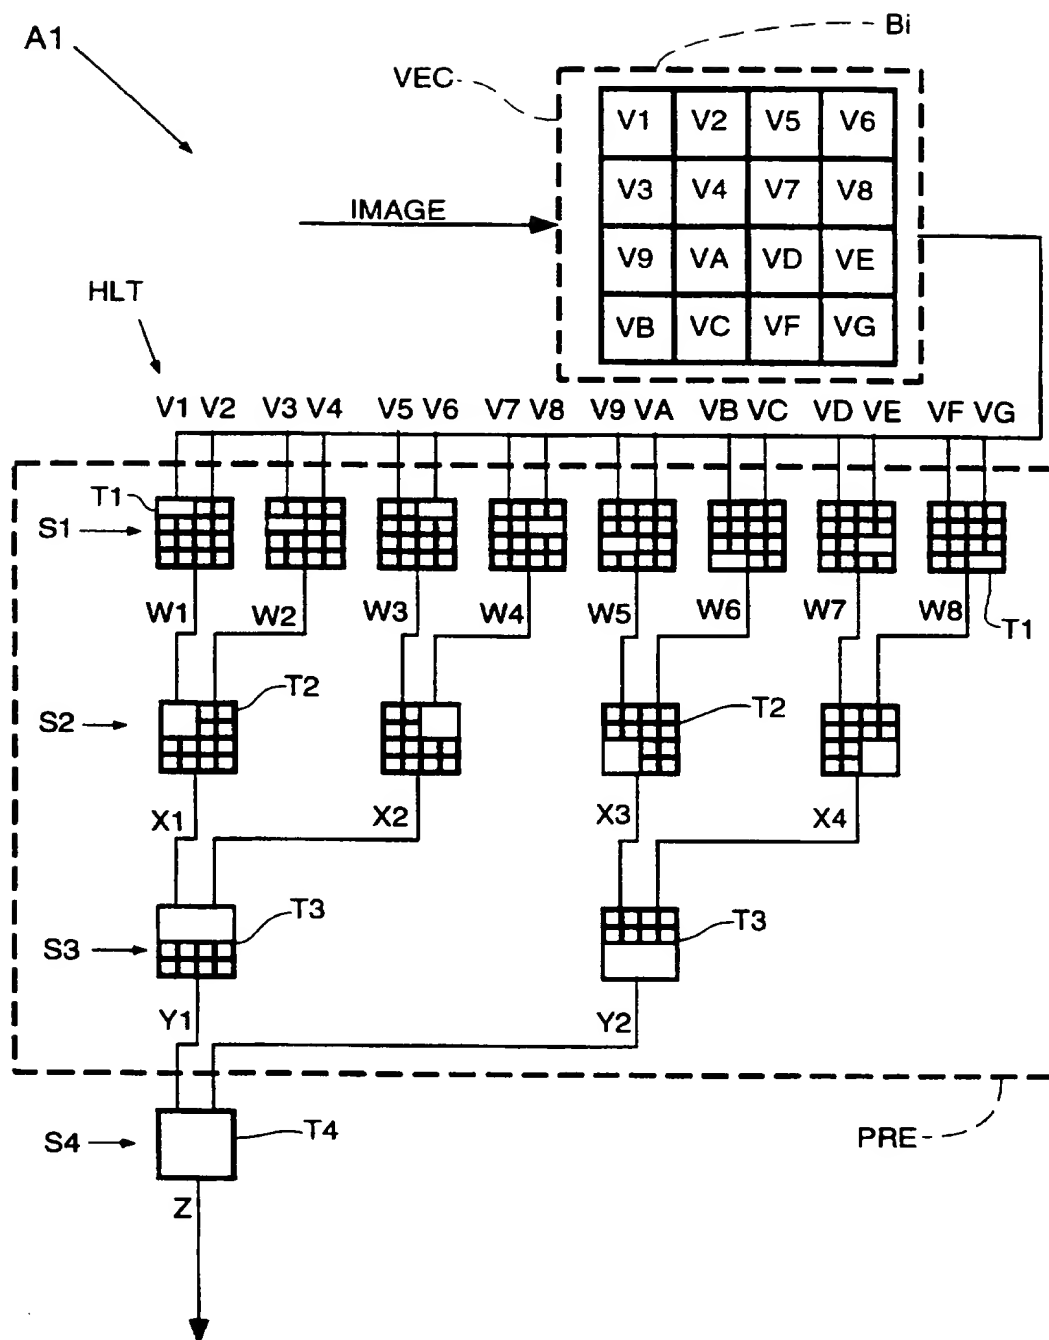 A1
Bi
VEC
V1 V2 V5 V6
V3 V4 V7 V8
V9 VA VD VE
VB VC VF VG
IMAGE
HLT
V1 V2 V3 V4 V5 V6 V7 V8 V9 VA VB VC VD VE VF VG
T1
S1
W1 W2 W3 W4 W5 W6 W7 W8
T1
S2
T2
T2
X1 X2 X3 X4
S3
T3
T3
Y1 Y2
S4
T4
PRE
Z